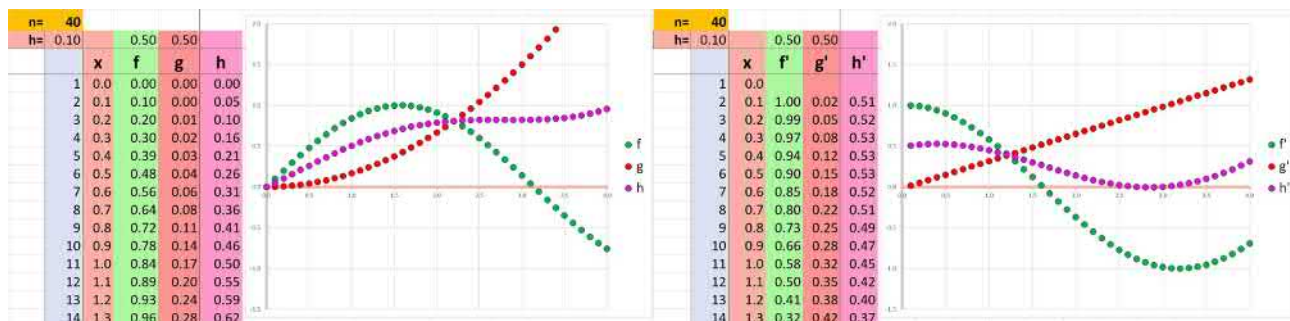 n= 40
h= 0.10 0.50 0.50
x f g h
1 0.0 0.00 0.00 0.00
2 0.1 0.10 0.00 0.05
3 0.2 0.20 0.01 0.10
4 0.3 0.30 0.02 0.16
5 0.4 0.39 0.03 0.21
6 0.5 0.48 0.04 0.26
7 0.6 0.56 0.06 0.31
8 0.7 0.64 0.08 0.36
9 0.8 0.72 0.11 0.41
10 0.9 0.78 0.14 0.46
11 1.0 0.84 0.17 0.50
12 1.1 0.89 0.20 0.55
13 1.2 0.93 0.24 0.59
14 1.3 0.96 0.28 0.62
f
g
h
n= 40
h= 0.10 0.50 0.50
x f' g' h'
1 0.0
2 0.1 1.00 0.02 0.51
3 0.2 0.99 0.05 0.52
4 0.3 0.97 0.08 0.53
5 0.4 0.94 0.12 0.53
6 0.5 0.90 0.15 0.53
7 0.6 0.85 0.18 0.52
8 0.7 0.80 0.22 0.51
9 0.8 0.73 0.25 0.49
10 0.9 0.66 0.28 0.47
11 1.0 0.58 0.32 0.45
12 1.1 0.50 0.35 0.42
13 1.2 0.41 0.38 0.40
14 1.3 0.32 0.42 0.37
f'
g'
h'